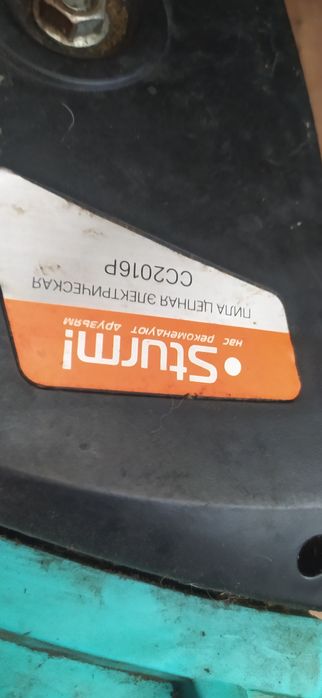 Sturm!
нас рекомендуют друзьям
ПИЛА ЦЕПНАЯ ЭЛЕКТРИЧЕСКАЯ
CC2016P